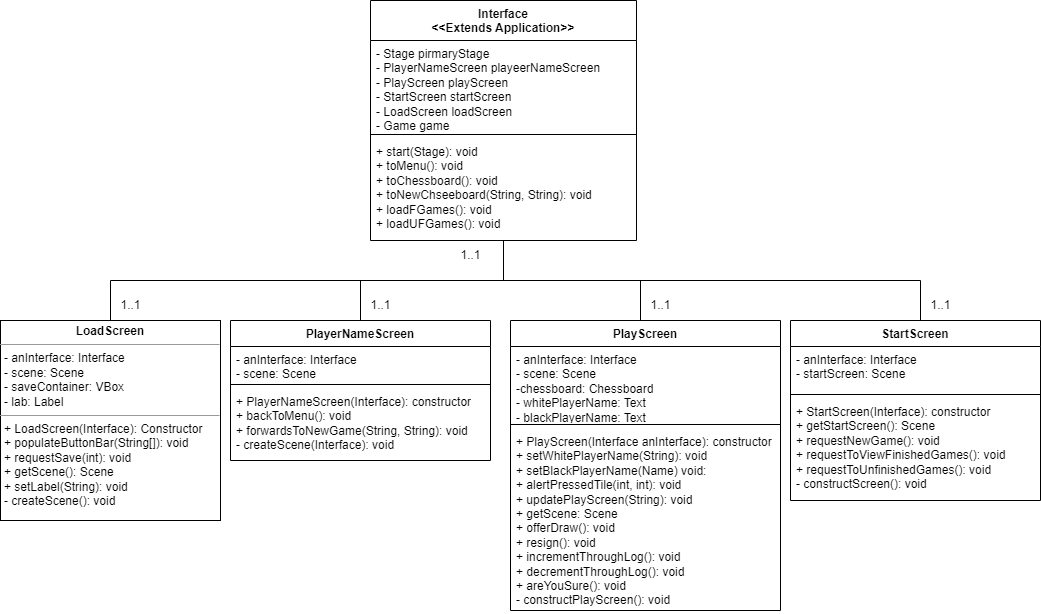 Interface
<<Extends Application>>
- Stage pirmaryStage
- PlayerNameScreen playeerNameScreen
- PlayScreen playScreen
- StartScreen startScreen
- LoadScreen loadScreen
- Game game
+ start(Stage): void
+ toMenu(): void
+ toChessboard(): void
+ toNewChseeboard(String, String): void
+ loadFGames(): void
+ loadUFGames(): void
1..1
1..1
1..1
1..1
1..1
LoadScreen
- anInterface: Interface
- scene: Scene
- saveContainer: VBox
- lab: Label
+ LoadScreen(Interface): Constructor
+ populateButtonBar(String[]): void
+ requestSave(int): void
+ getScene(): Scene
+ setLabel(String): void
- createScene(): void
PlayerNameScreen
- anInterface: Interface
- scene: Scene
+ PlayerNameScreen(Interface): constructor
+ backToMenu(): void
+ forwardsToNewGame(String, String): void
- createScene(Interface): void
PlayScreen
- anInterface: Interface
- scene: Scene
-chessboard: Chessboard
- whitePlayerName: Text
- blackPlayerName: Text
+ PlayScreen(Interface anInterface): constructor
+ setWhitePlayerName(String): void
+ setBlackPlayerName(Name) void:
+ alertPressedTile(int, int): void
+ updatePlayScreen(String): void
+ getScene: Scene
+ offerDraw(): void
+ resign(): void
+ incrementThroughLog(): void
+ decrementThroughLog(): void
+ areYouSure(): void
- constructPlayScreen(): void
StartScreen
- anInterface: Interface
- startScreen: Scene
+ StartScreen(Interface): constructor
+ getStartScreen(): Scene
+ requestNewGame(): void
+ requestToViewFinishedGames(): void
+ requestToUnfinishedGames(): void
- constructScreen(): void